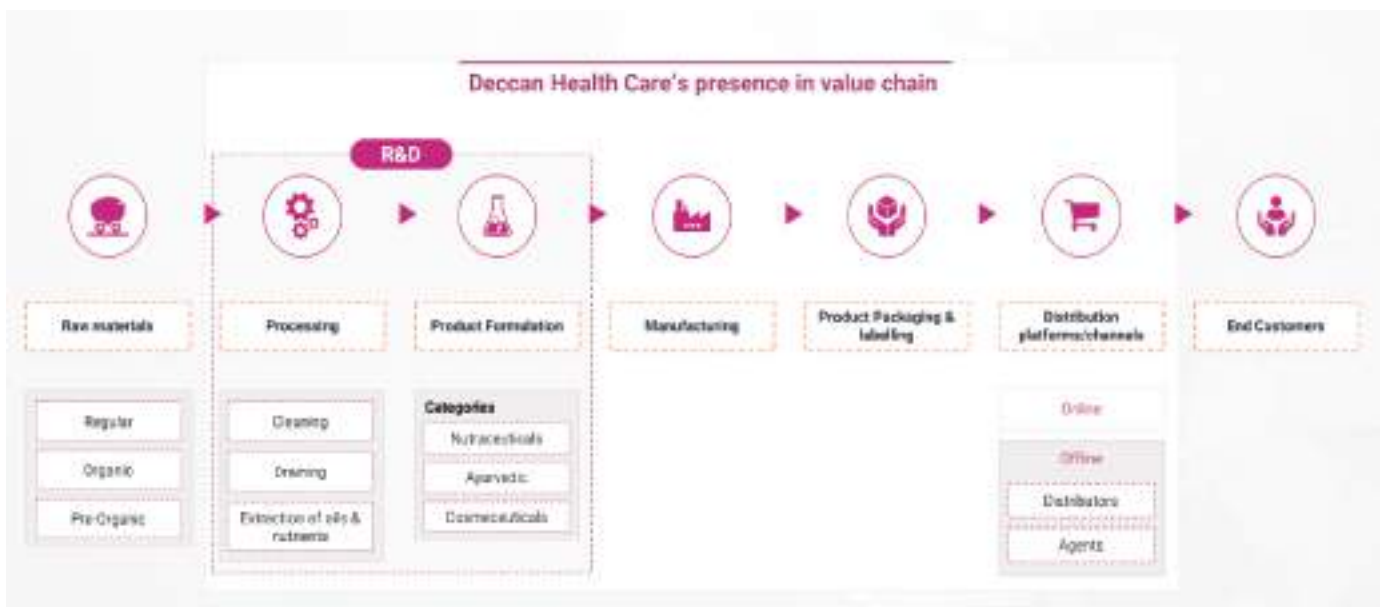 Deccan Health Care's presence in value chain
R&D
Raw materials
Processing
Product Formulation
Manufacturing
Product Packaging &
labelling
Distribution
platforms/channels
End Customers
Regular
Organic
Pre-Organic
Cleaning
Extraction of oils &
nutrients
Categories
Nutraceuticals
Ayurvedic
Cosmeceuticals
Online
Offline
Distributors
Agents